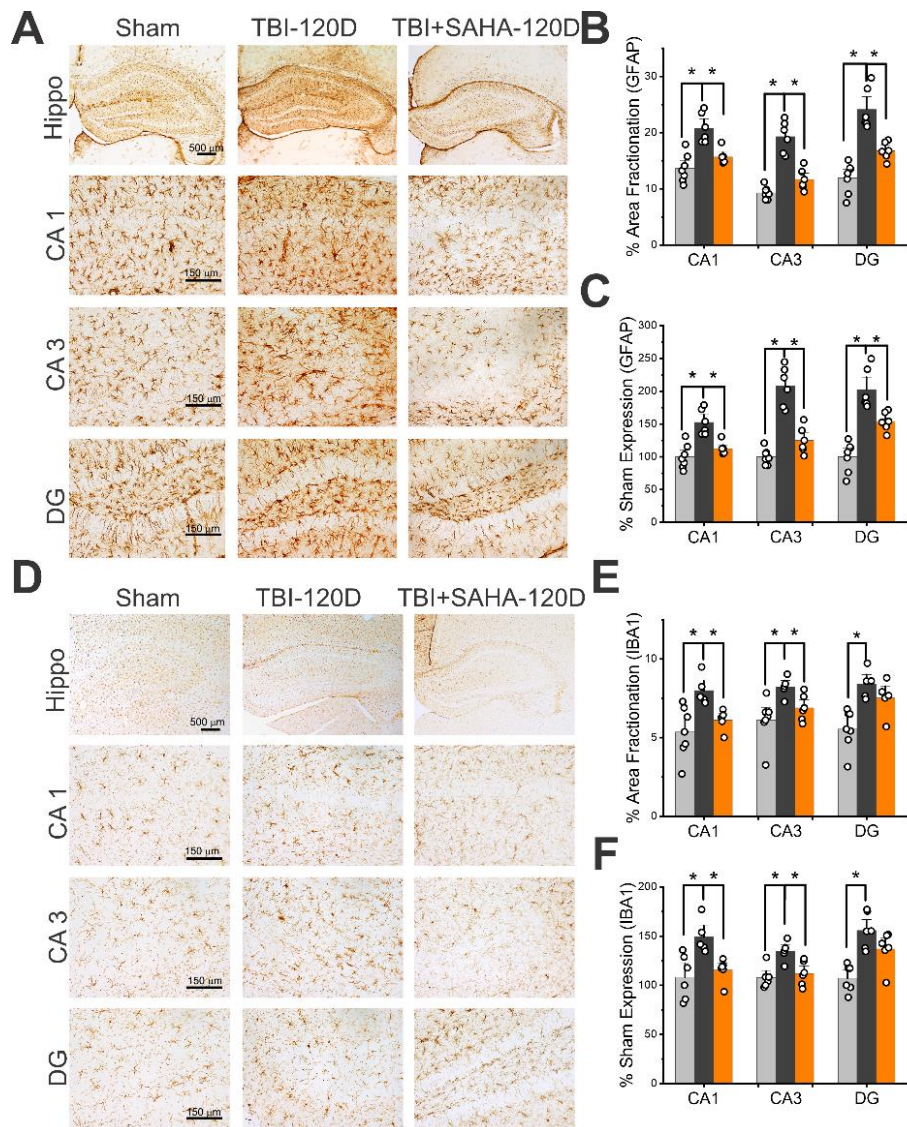 A
Sham
TBI-120D
TBI+SAHA-120D
Hippo
500 µm
CA 1
150 µm
CA 3
150 µm
DG
150 µm
B
% Area Fractionation (GFAP)
30
20
10
0
* *
* *
* *
CA1
CA3
DG
C
% Sham Expression (GFAP)
300
250
200
150
100
50
0
* *
* *
* *
CA1
CA3
DG
D
Sham
TBI-120D
TBI+SAHA-120D
Hippo
500 µm
CA 1
150 µm
CA 3
150 µm
DG
150 µm
E
% Area Fractionation (IBA1)
10
5
0
* *
* *
*
CA1
CA3
DG
F
% Sham Expression (IBA1)
200
150
100
50
0
* *
* *
*
CA1
CA3
DG